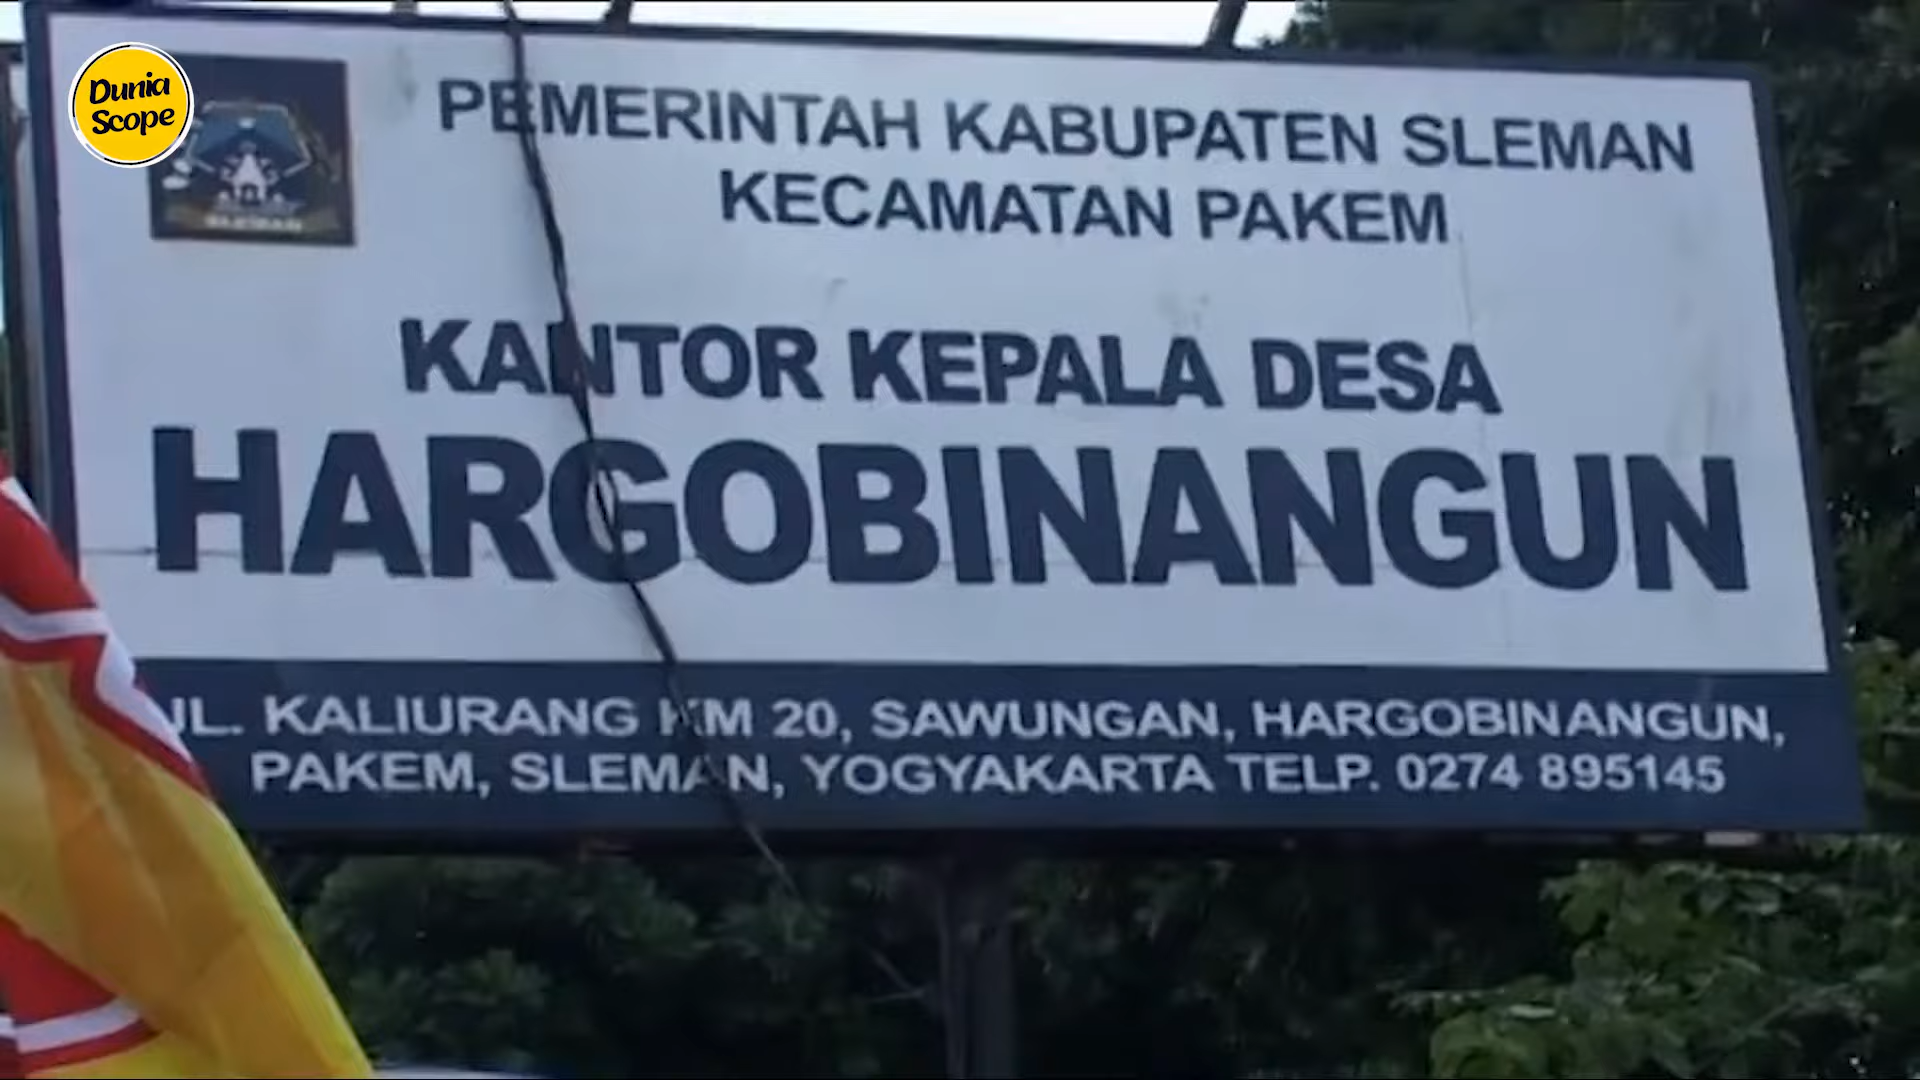 Dunia
Scope
PEMERINTAH KABUPATEN SLEMAN
KECAMATAN PAKEM
SLEMAN
KANTOR KEPALA DESA
HARGOBINANGUN
JL. KALIURANG KM 20, SAWUNGAN, HARGOBINANGUN,
PAKEM, SLEMAN, YOGYAKARTA TELP. 0274 895145